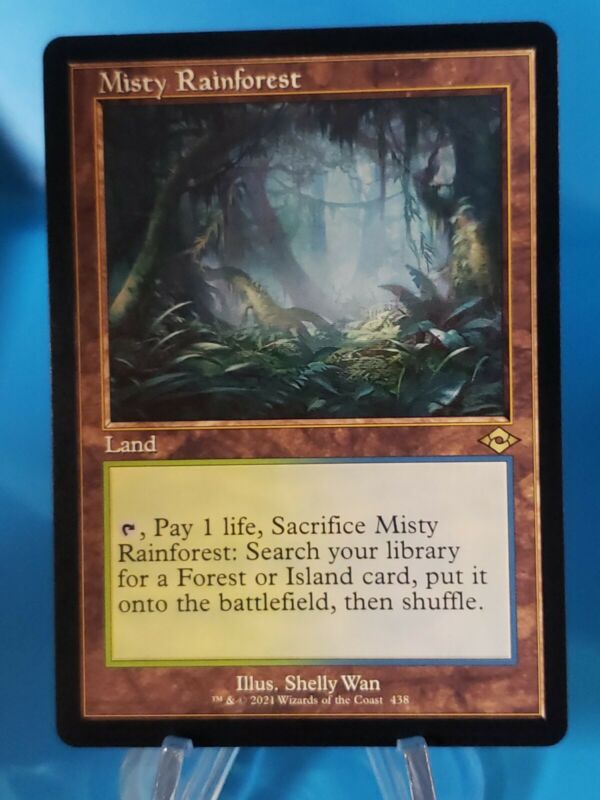 Misty Rainforest
Land
, Pay 1 life, Sacrifice Misty
Rainforest: Search your library
for a Forest or Island card, put it
onto the battlefield, then shuffle.
Illus. Shelly Wan
™ & © 2021 Wizards of the Coast 438